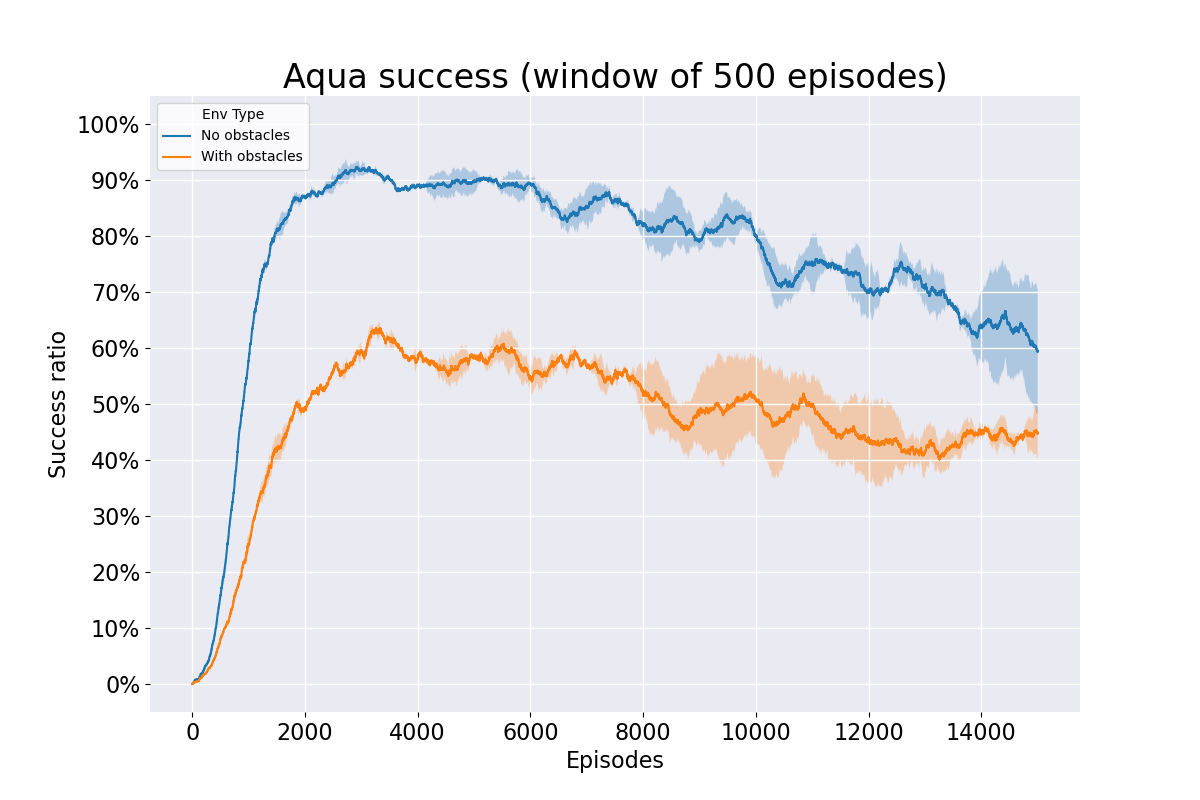 Aqua success (window of 500 episodes)
Env Type
No obstacles
With obstacles
Success ratio
100%
90%
80%
70%
60%
50%
40%
30%
20%
10%
0%
0 2000 4000 6000 8000 10000 12000 14000
Episodes